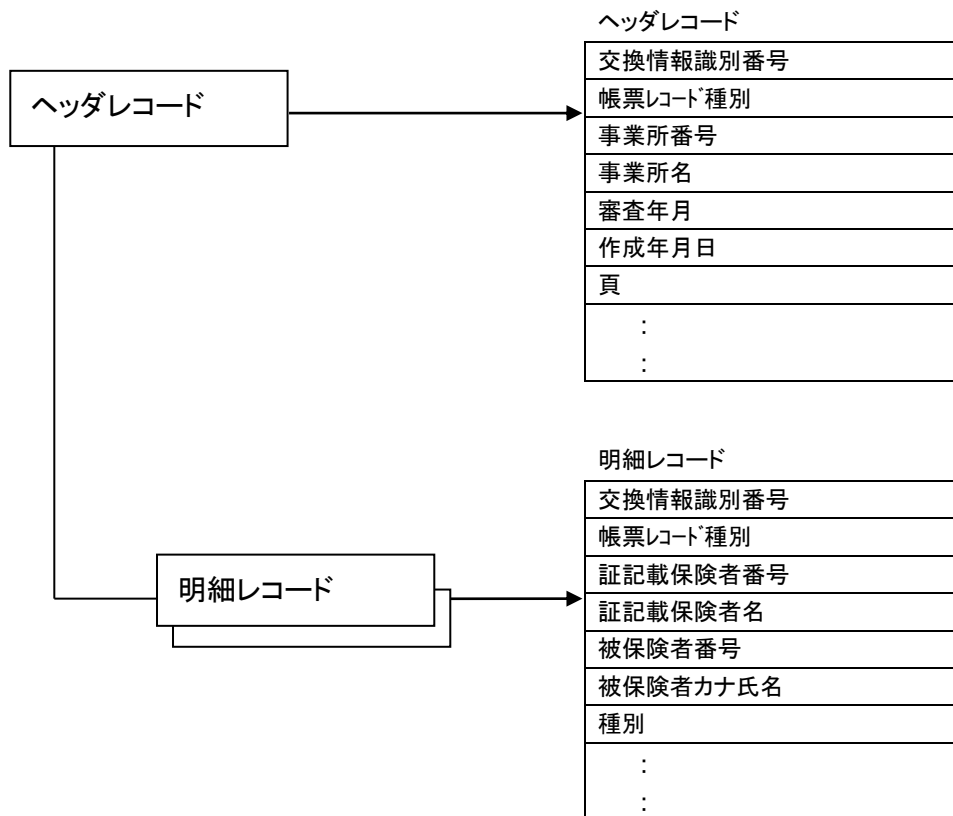 ヘッダレコード
ヘッダレコード
交換情報識別番号
帳票ﾚｺｰﾄﾞ種別
事業所番号
事業所名
審査年月
作成年月日
頁
:
:
明細レコード
明細レコード
交換情報識別番号
帳票ﾚｺｰﾄﾞ種別
証記載保険者番号
証記載保険者名
被保険者番号
被保険者カナ氏名
種別
:
: